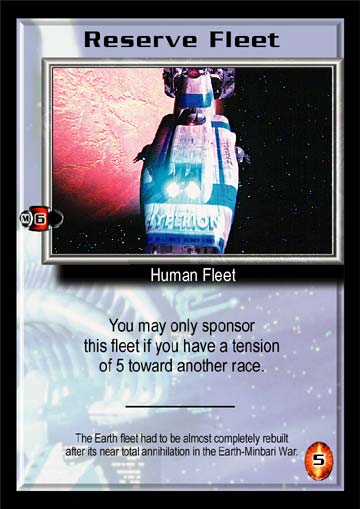 Reserve Fleet
HYPERION
M 6
Human Fleet
You may only sponsor
this fleet if you have a tension
of 5 toward another race.
The Earth fleet had to be almost completely rebuilt
after its near total annihilation in the Earth-Minbari War.
5